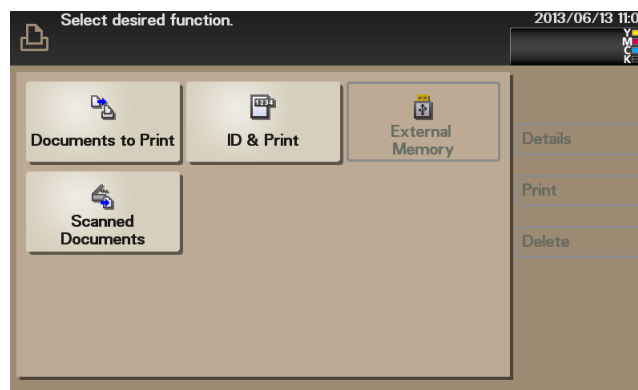 Select desired function.
2013/06/13 11:0
Y
M
C
K
1234
Documents to Print
ID & Print
External
Memory
Scanned
Documents
Details
Print
Delete